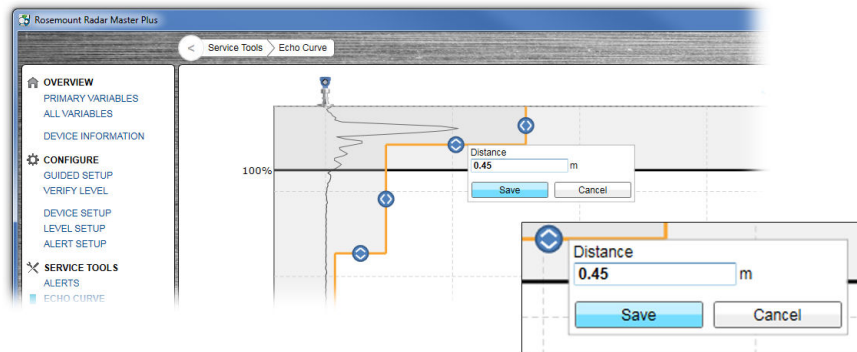 Rosemount Radar Master Plus
Service Tools
Echo Curve
OVERVIEW
PRIMARY VARIABLES
ALL VARIABLES
DEVICE INFORMATION
CONFIGURE
GUIDED SETUP
VERIFY LEVEL
DEVICE SETUP
LEVEL SETUP
ALERT SETUP
SERVICE TOOLS
ALERTS
ECHO CURVE
100%
Distance
0.45 m
Save Cancel
Distance
0.45 m
Save Cancel